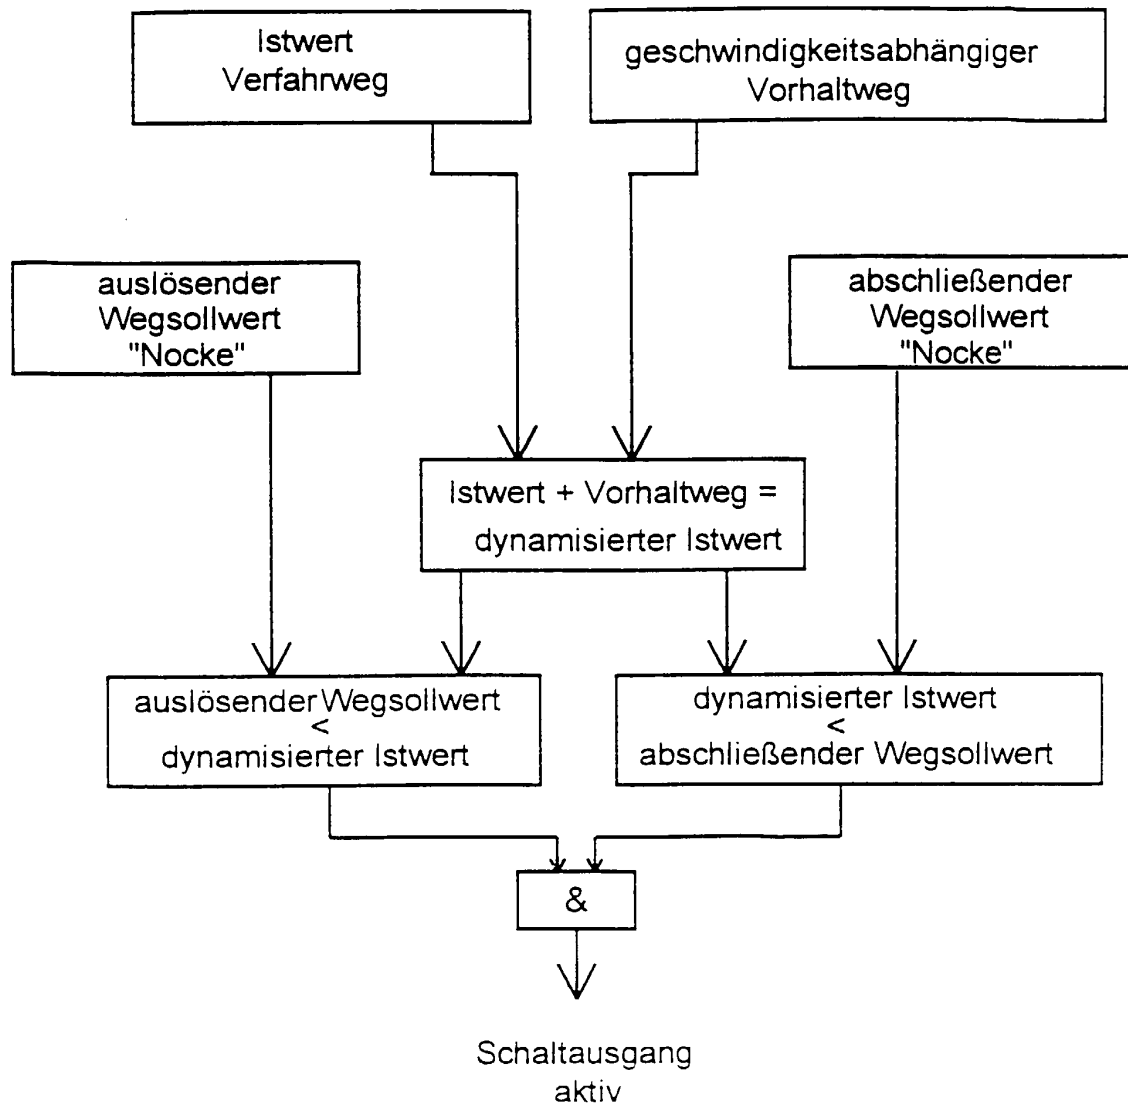 Istwert
Verfahrweg
geschwindigkeitsabhängiger
Vorhaltweg
auslösender
Wegsollwert
"Nocke"
abschließender
Wegsollwert
"Nocke"
Istwert + Vorhaltweg =
dynamisierter Istwert
auslösender Wegsollwert
<
dynamisierter Istwert
dynamisierter Istwert
<
abschließender Wegsollwert
&
Schaltausgang
aktiv